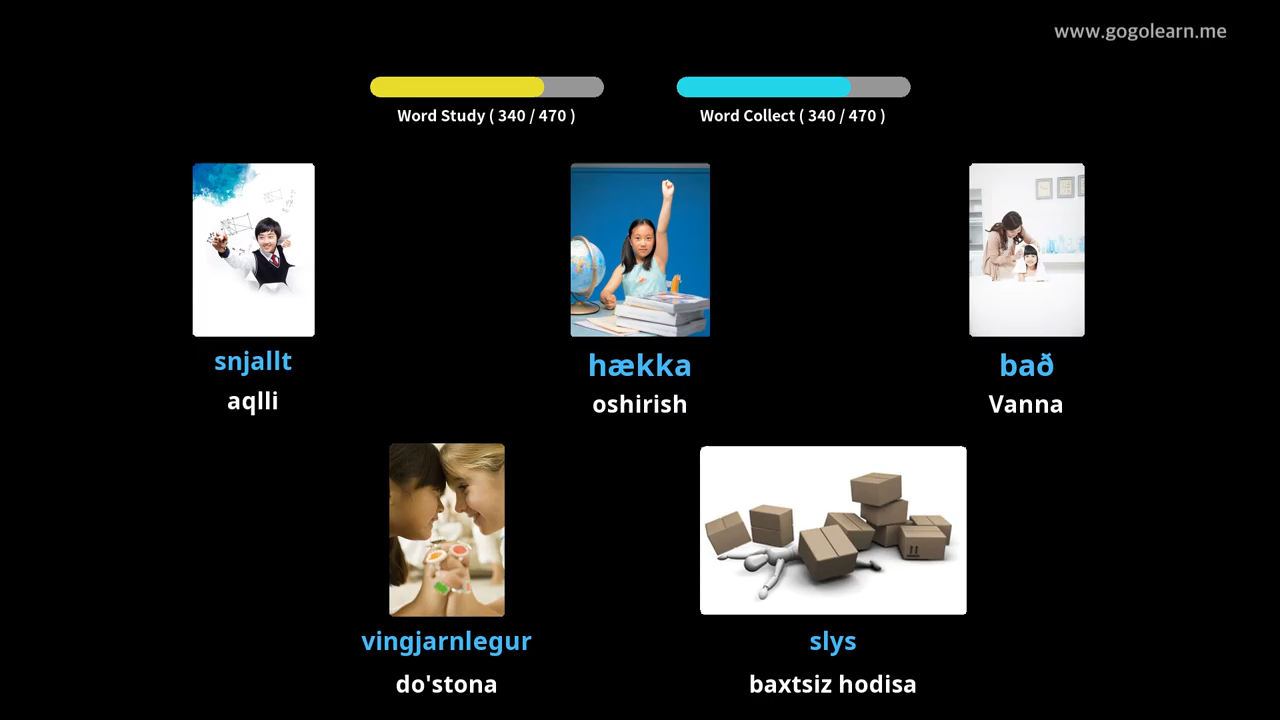 www.gogolearn.me
Word Study ( 340 / 470 )
Word Collect ( 340 / 470 )
snjallt
aqlli
hækka
oshirish
bað
Vanna
vingjarnlegur
do'stona
slys
baxtsiz hodisa